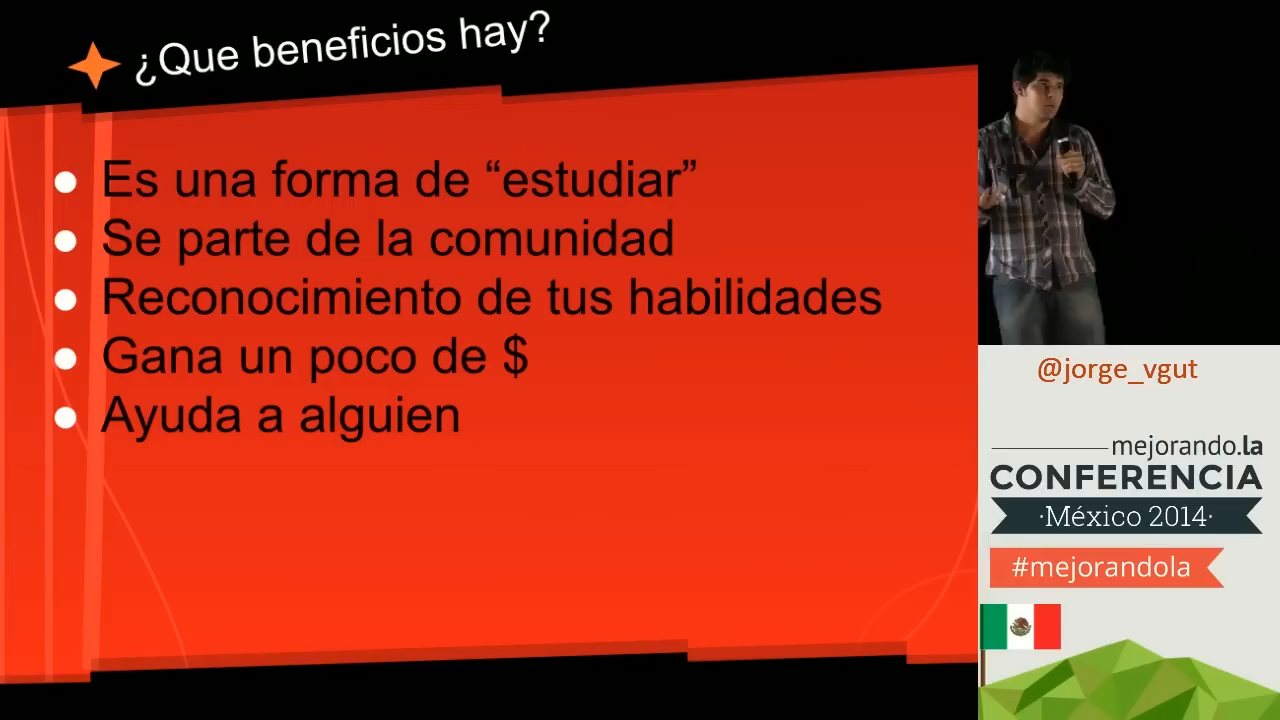 ¿Que beneficios hay?
Es una forma de “estudiar”
Se parte de la comunidad
Reconocimiento de tus habilidades
Gana un poco de $
Ayuda a alguien
@jorge_vgut
mejorando.la
CONFERENCIA
·México 2014·
#mejorandola